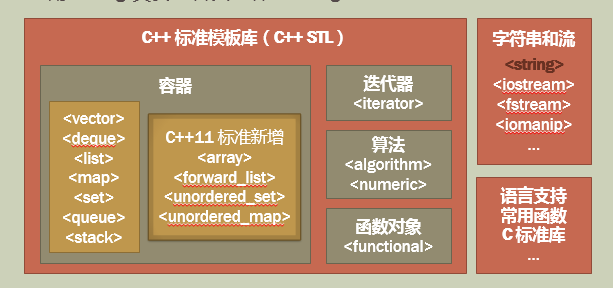 C++ 标准模板库（C++ STL）
容器
<vector>
<deque>
<list>
<map>
<set>
<queue>
<stack>
C++11 标准新增
<array>
<forward_list>
<unordered_set>
<unordered_map>
迭代器
<iterator>
算法
<algorithm>
<numeric>
函数对象
<functional>
字符串和流
<string>
<iostream>
<fstream>
<iomanip>
...
语言支持
常用函数
C 标准库
...